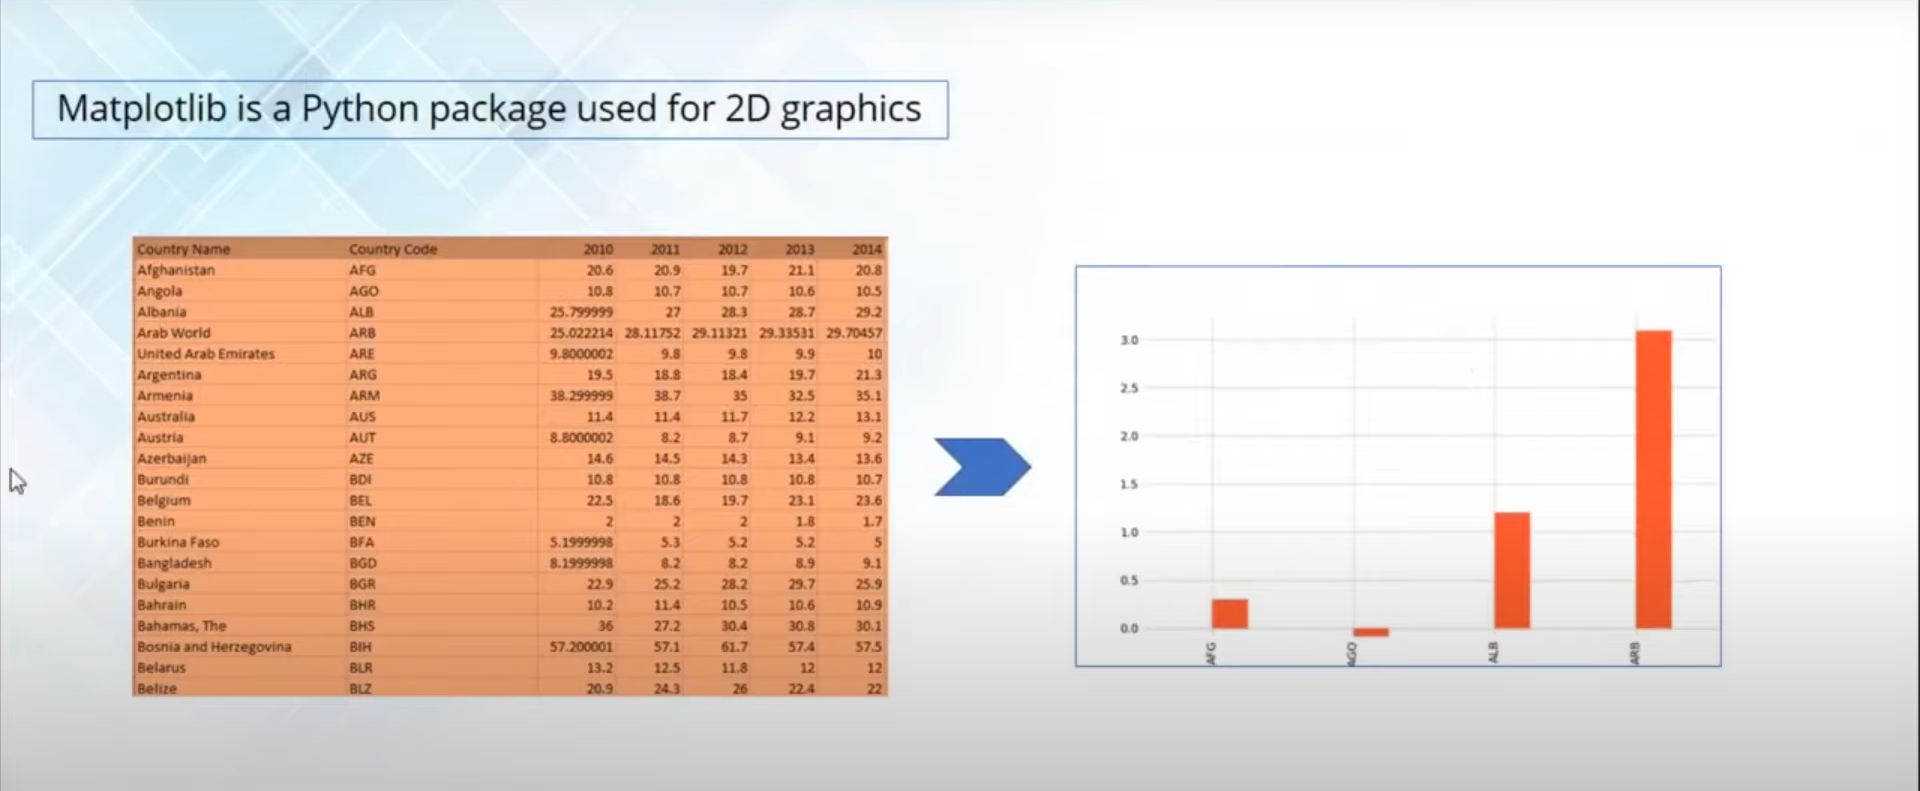 Matplotlib is a Python package used for 2D graphics
Country Name Country Code 2010 2011 2012 2013 2014
Afghanistan AFG 20.6 20.9 19.7 21.1 20.8
Angola AGO 10.8 10.7 10.7 10.6 10.5
Albania ALB 25.799999 27 28.3 28.7 29.2
Arab World ARB 25.022214 28.11752 29.11321 29.33531 29.70457
United Arab Emirates ARE 9.8000002 9.8 9.8 9.9 10
Argentina ARG 19.5 18.8 18.4 19.7 21.3
Armenia ARM 38.299999 38.7 35 32.5 35.1
Australia AUS 11.4 11.4 11.7 12.2 13.1
Austria AUT 8.8000002 8.2 8.7 9.1 9.2
Azerbaijan AZE 14.6 14.5 14.3 13.4 13.6
Burundi BDI 10.8 10.8 10.8 10.8 10.7
Belgium BEL 22.5 18.6 19.7 23.1 23.6
Benin BEN 2 2 2 1.8 1.7
Burkina Faso BFA 5.1999998 5.3 5.2 5.2 5
Bangladesh BGD 8.1999998 8.2 8.2 8.9 9.1
Bulgaria BGR 22.9 25.2 28.2 29.7 25.9
Bahrain BHR 10.2 11.4 10.5 10.6 10.9
Bahamas, The BHS 36 27.2 30.4 30.8 30.1
Bosnia and Herzegovina BIH 57.200001 57.1 61.7 57.4 57.5
Belarus BLR 13.2 12.5 11.8 12 12
Belize BLZ 20.9 24.3 26 22.4 22
3.0
2.5
2.0
1.5
1.0
0.5
0.0
AFG AGO ALB ARB